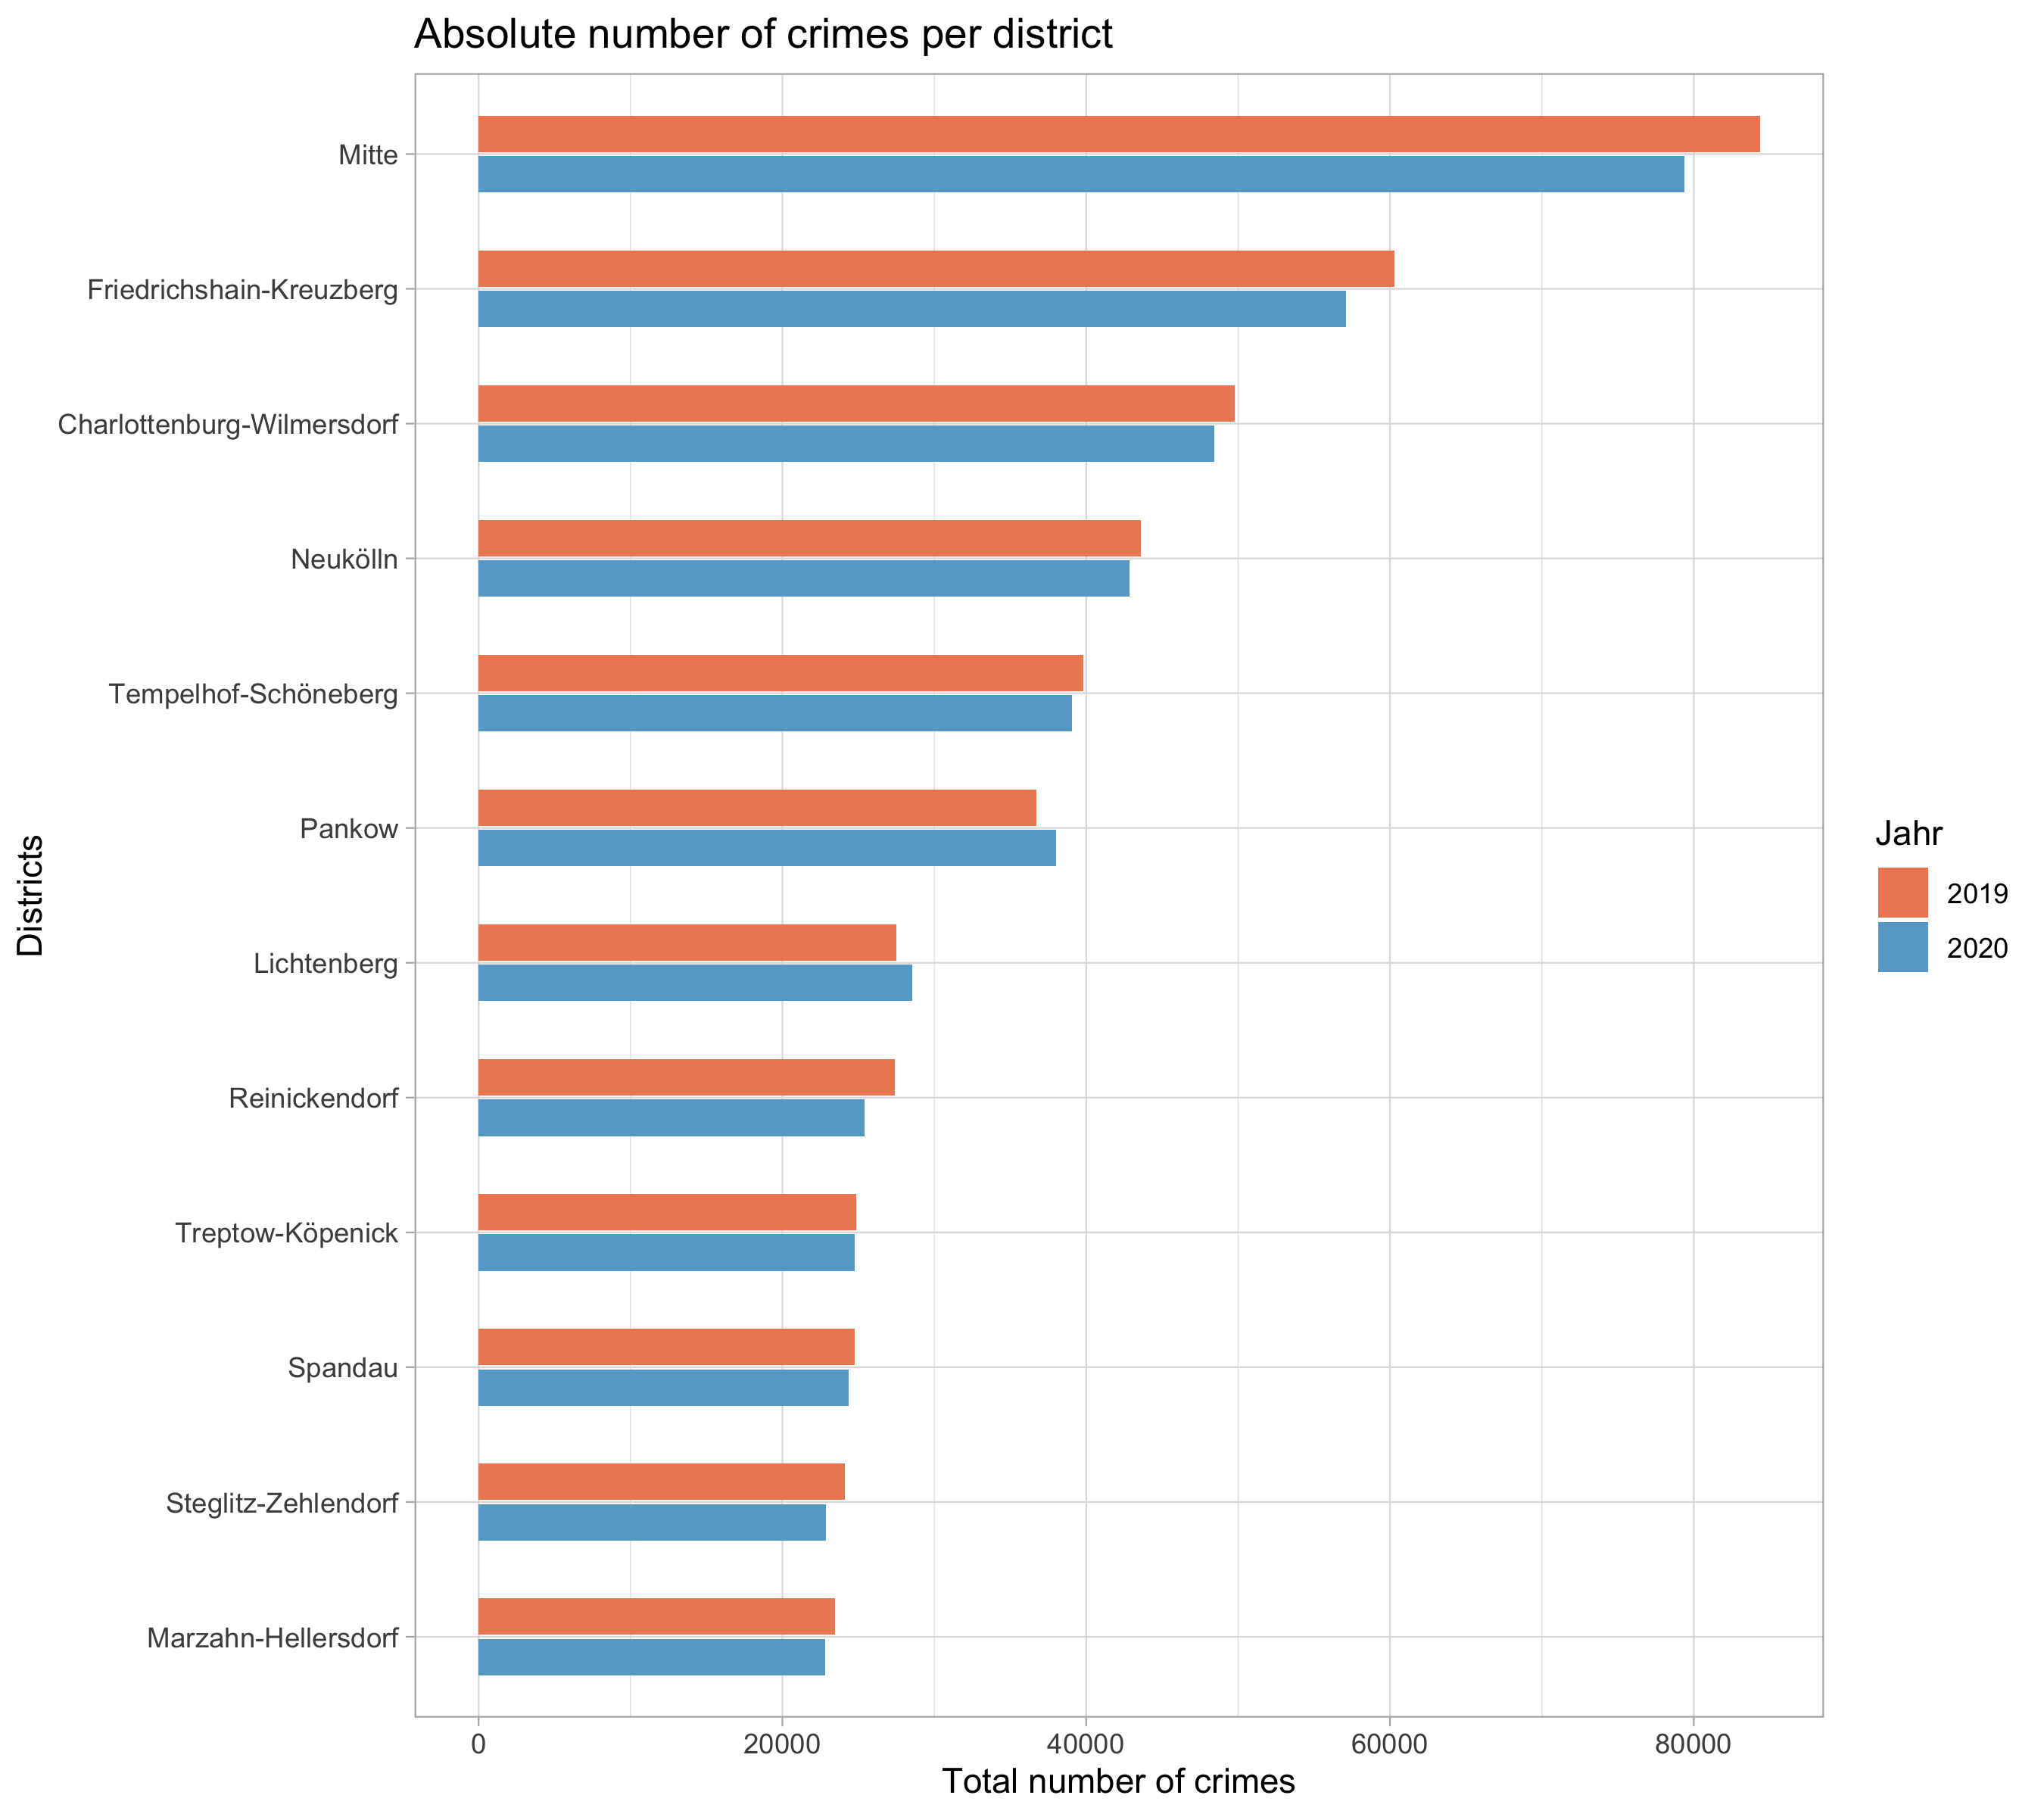 Absolute number of crimes per district
Mitte
Friedrichshain-Kreuzberg
Charlottenburg-Wilmersdorf
Neukölln
Tempelhof-Schöneberg
Pankow
Lichtenberg
Reinickendorf
Treptow-Köpenick
Spandau
Steglitz-Zehlendorf
Marzahn-Hellersdorf
Districts
0 20000 40000 60000 80000
Total number of crimes
Jahr
2019
2020